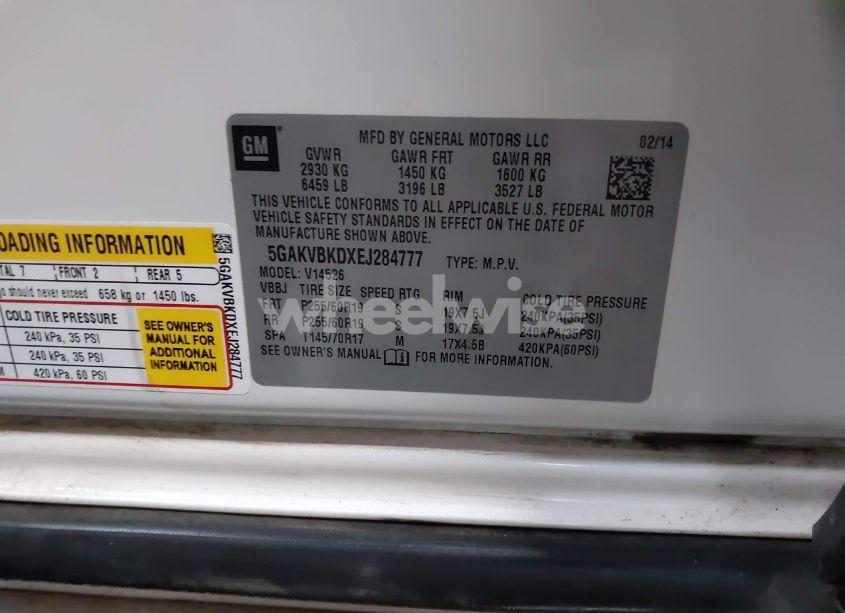 GM
MFD BY GENERAL MOTORS LLC 02/14
GVWR GAWR FRT GAWR RR
2930 KG 1450 KG 1600 KG
6459 LB 3196 LB 3527 LB
THIS VEHICLE CONFORMS TO ALL APPLICABLE U.S. FEDERAL MOTOR
VEHICLE SAFETY STANDARDS IN EFFECT ON THE DATE OF
MANUFACTURE SHOWN ABOVE.
5GAKVBKDXEJ284777 TYPE: M.P.V.
MODEL: V14526
VBBJ TIRE SIZE SPEED RTG RIM COLD TIRE PRESSURE
FRT P255/60R19 S 19X7.5J 240KPA(35PSI)
RR P255/60R19 S 19X7.5J 240KPA(35PSI)
SPA T145/70R17 M 17X4.5B 420KPA(60PSI)
SEE OWNER'S MANUAL i FOR MORE INFORMATION.
OADING INFORMATION
TAL 7 FRONT 2 REAR 5
go should never exceed 658 kg or 1450 lbs.
COLD TIRE PRESSURE
240 kPa, 35 PSI
240 kPa, 35 PSI
M 420 kPa, 60 PSI
SEE OWNER'S
MANUAL FOR
ADDITIONAL
INFORMATION
5GAKVBKDXEJ284777
wheelwise